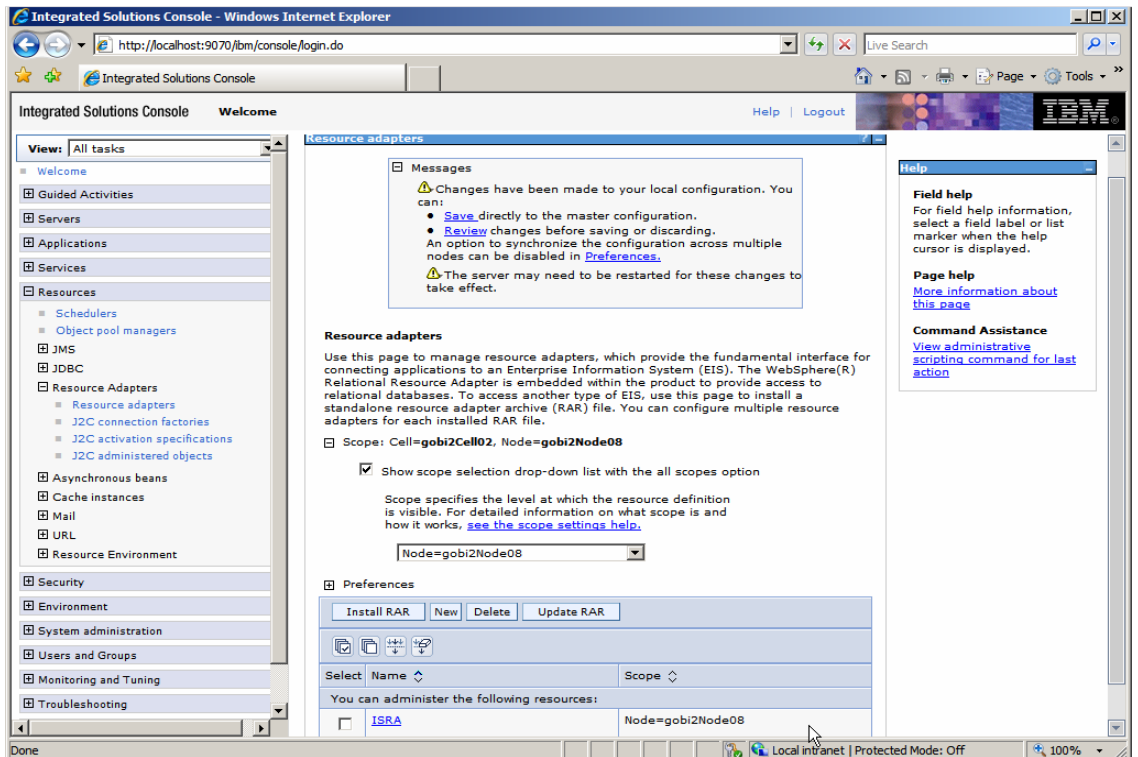 Integrated Solutions Console - Windows Internet Explorer
http://localhost:9070/ibm/console/login.do
Live Search
Integrated Solutions Console
Page
Tools
Integrated Solutions Console Welcome
Help | Logout
IBM
View: All tasks
Welcome
Guided Activities
Servers
Applications
Services
Resources
Schedulers
Object pool managers
JMS
JDBC
Resource Adapters
Resource adapters
J2C connection factories
J2C activation specifications
J2C administered objects
Asynchronous beans
Cache instances
Mail
URL
Resource Environment
Security
Environment
System administration
Users and Groups
Monitoring and Tuning
Troubleshooting
Resource adapters
Messages
Changes have been made to your local configuration. You
can:
Save directly to the master configuration.
Review changes before saving or discarding.
An option to synchronize the configuration across multiple
nodes can be disabled in Preferences.
The server may need to be restarted for these changes to
take effect.
Resource adapters
Use this page to manage resource adapters, which provide the fundamental interface for
connecting applications to an Enterprise Information System (EIS). The WebSphere(R)
Relational Resource Adapter is embedded within the product to provide access to
relational databases. To access another type of EIS, use this page to install a
standalone resource adapter archive (RAR) file. You can configure multiple resource
adapters for each installed RAR file.
Scope: Cell=gobi2Cell02, Node=gobi2Node08
Show scope selection drop-down list with the all scopes option
Scope specifies the level at which the resource definition
is visible. For detailed information on what scope is and
how it works, see the scope settings help.
Node=gobi2Node08
Preferences
Install RAR New Delete Update RAR
Select Name Scope
You can administer the following resources:
ISRA Node=gobi2Node08
Help
Field help
For field help information,
select a field label or list
marker when the help
cursor is displayed.
Page help
More information about
this page
Command Assistance
View administrative
scripting command for last
action
Done
Local intranet | Protected Mode: Off
100%